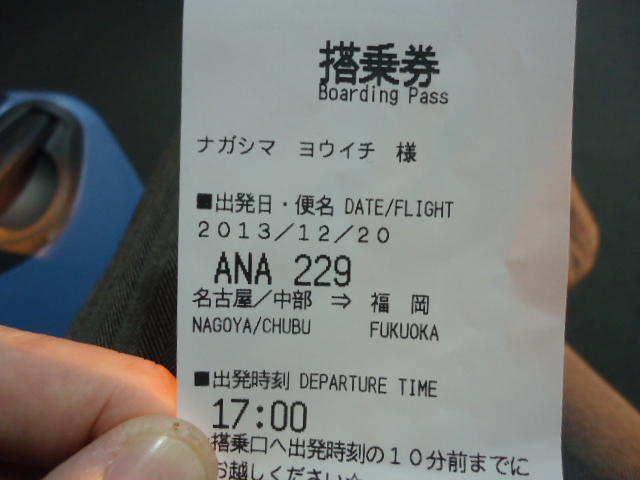 搭乗券
Boarding Pass
ナガシマ ヨウイチ 様
■出発日・便名 DATE/FLIGHT
２０１３／１２／２０
ANA 229
名古屋／中部 ⇒ 福 岡
NAGOYA/CHUBU FUKUOKA
■出発時刻 DEPARTURE TIME
17:00
搭乗口へ出発時刻の１０分前までに
お越しください